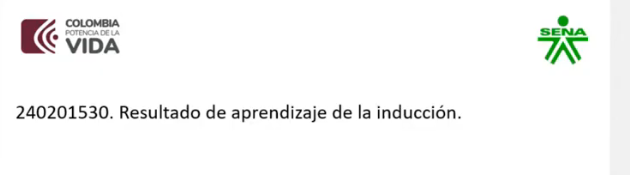 COLOMBIA
POTENCIA DE LA
VIDA
SENA
240201530. Resultado de aprendizaje de la inducción.